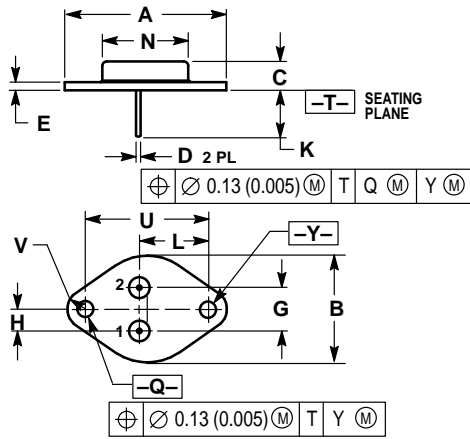 A
N
C
E
–T– SEATING PLANE
K
D 2 PL
⌖ ∅ 0.13 (0.005) Ⓜ T Q Ⓜ Y Ⓜ
U
V
L
–Y–
2
H
G
B
1
–Q–
⌖ ∅ 0.13 (0.005) Ⓜ T Y Ⓜ